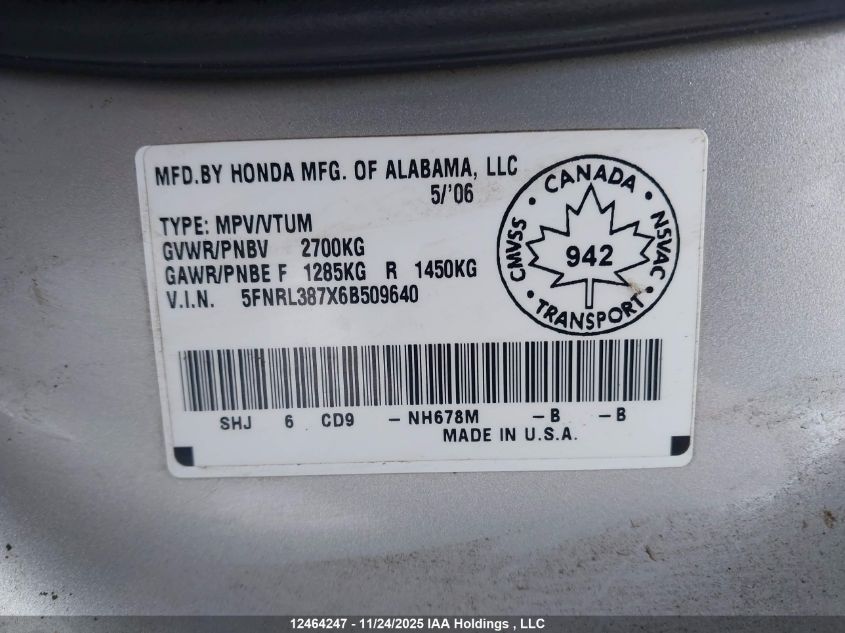 MFD.BY HONDA MFG. OF ALABAMA, LLC
5/'06
TYPE: MPV/VTUM
GVWR/PNBV 2700KG
GAWR/PNBE F 1285KG R 1450KG
V.I.N. 5FNRL387X6B509640
CANADA
CMVSS
942
NSVAC
TRANSPORT
SHJ 6 CD9 -NH678M -B -B
MADE IN U.S.A.
12464247 - 11/24/2025 IAA Holdings , LLC